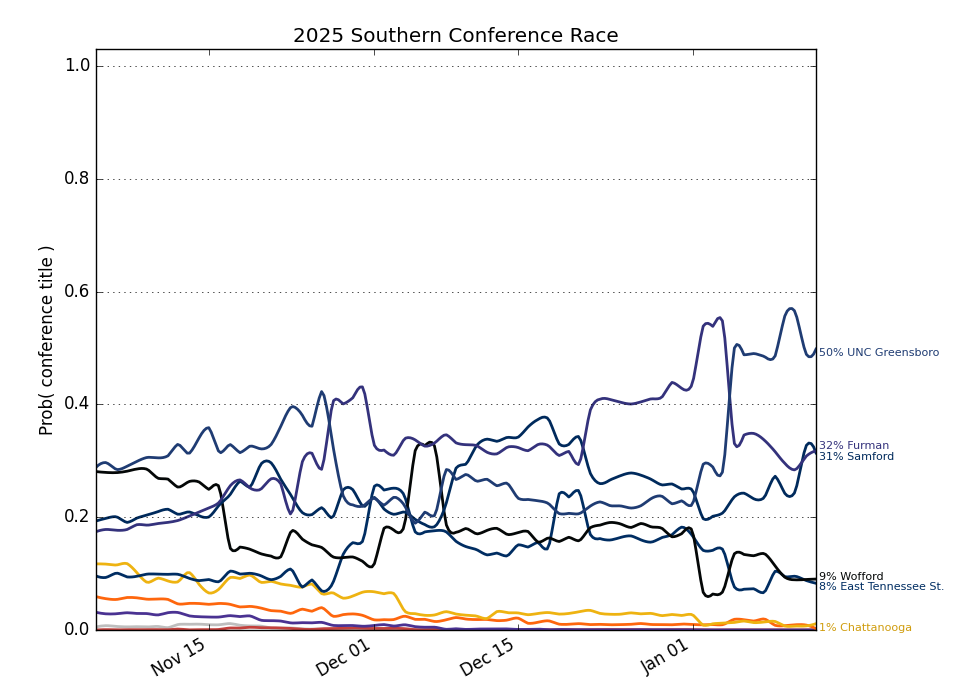 2025 Southern Conference Race
Prob( conference title )
1.0
0.8
0.6
0.4
0.2
0.0
Nov 15
Dec 01
Dec 15
Jan 01
50% UNC Greensboro
32% Furman
31% Samford
9% Wofford
8% East Tennessee St.
1% Chattanooga